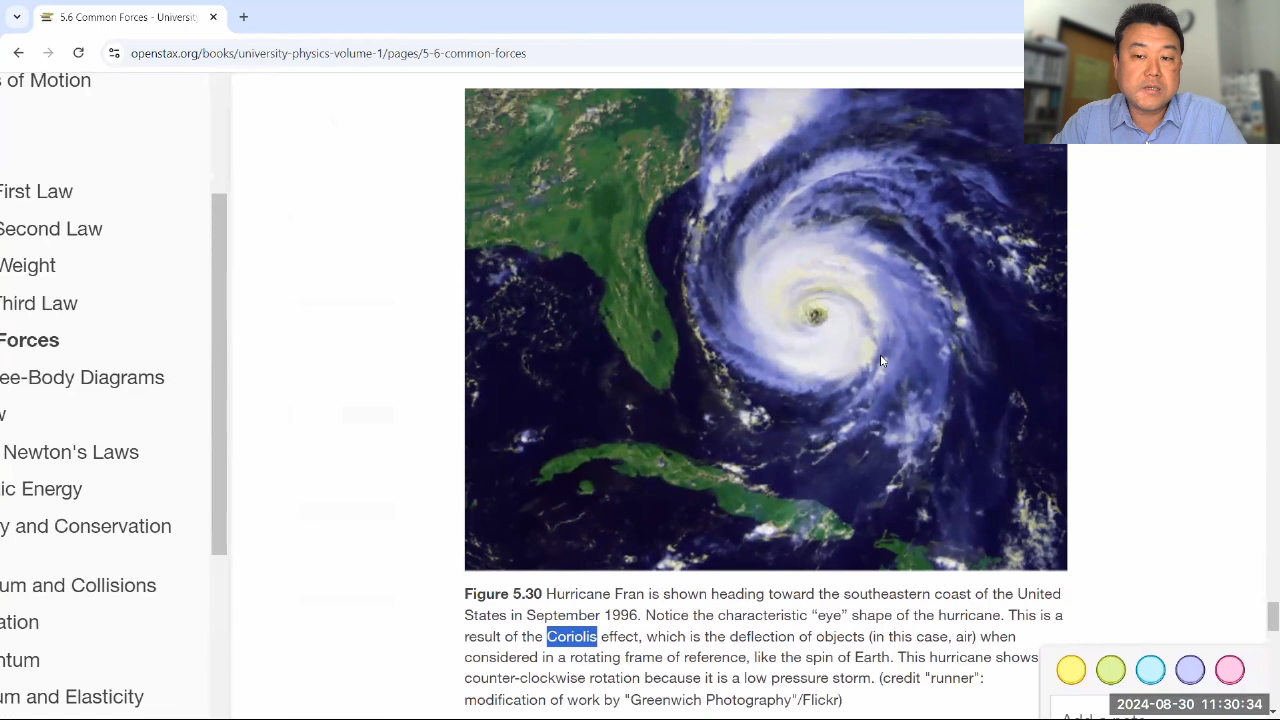 5.6 Common Forces - University
openstax.org/books/university-physics-volume-1/pages/5-6-common-forces
s of Motion
First Law
Second Law
Weight
Third Law
Forces
ee-Body Diagrams
w
Newton's Laws
ic Energy
y and Conservation
um and Collisions
ation
ntum
um and Elasticity
Figure 5.30 Hurricane Fran is shown heading toward the southeastern coast of the United
States in September 1996. Notice the characteristic “eye” shape of the hurricane. This is a
result of the Coriolis effect, which is the deflection of objects (in this case, air) when
considered in a rotating frame of reference, like the spin of Earth. This hurricane shows
counter-clockwise rotation because it is a low pressure storm. (credit "runner":
modification of work by "Greenwich Photography"/Flickr)
2024-08-30 11:30:34